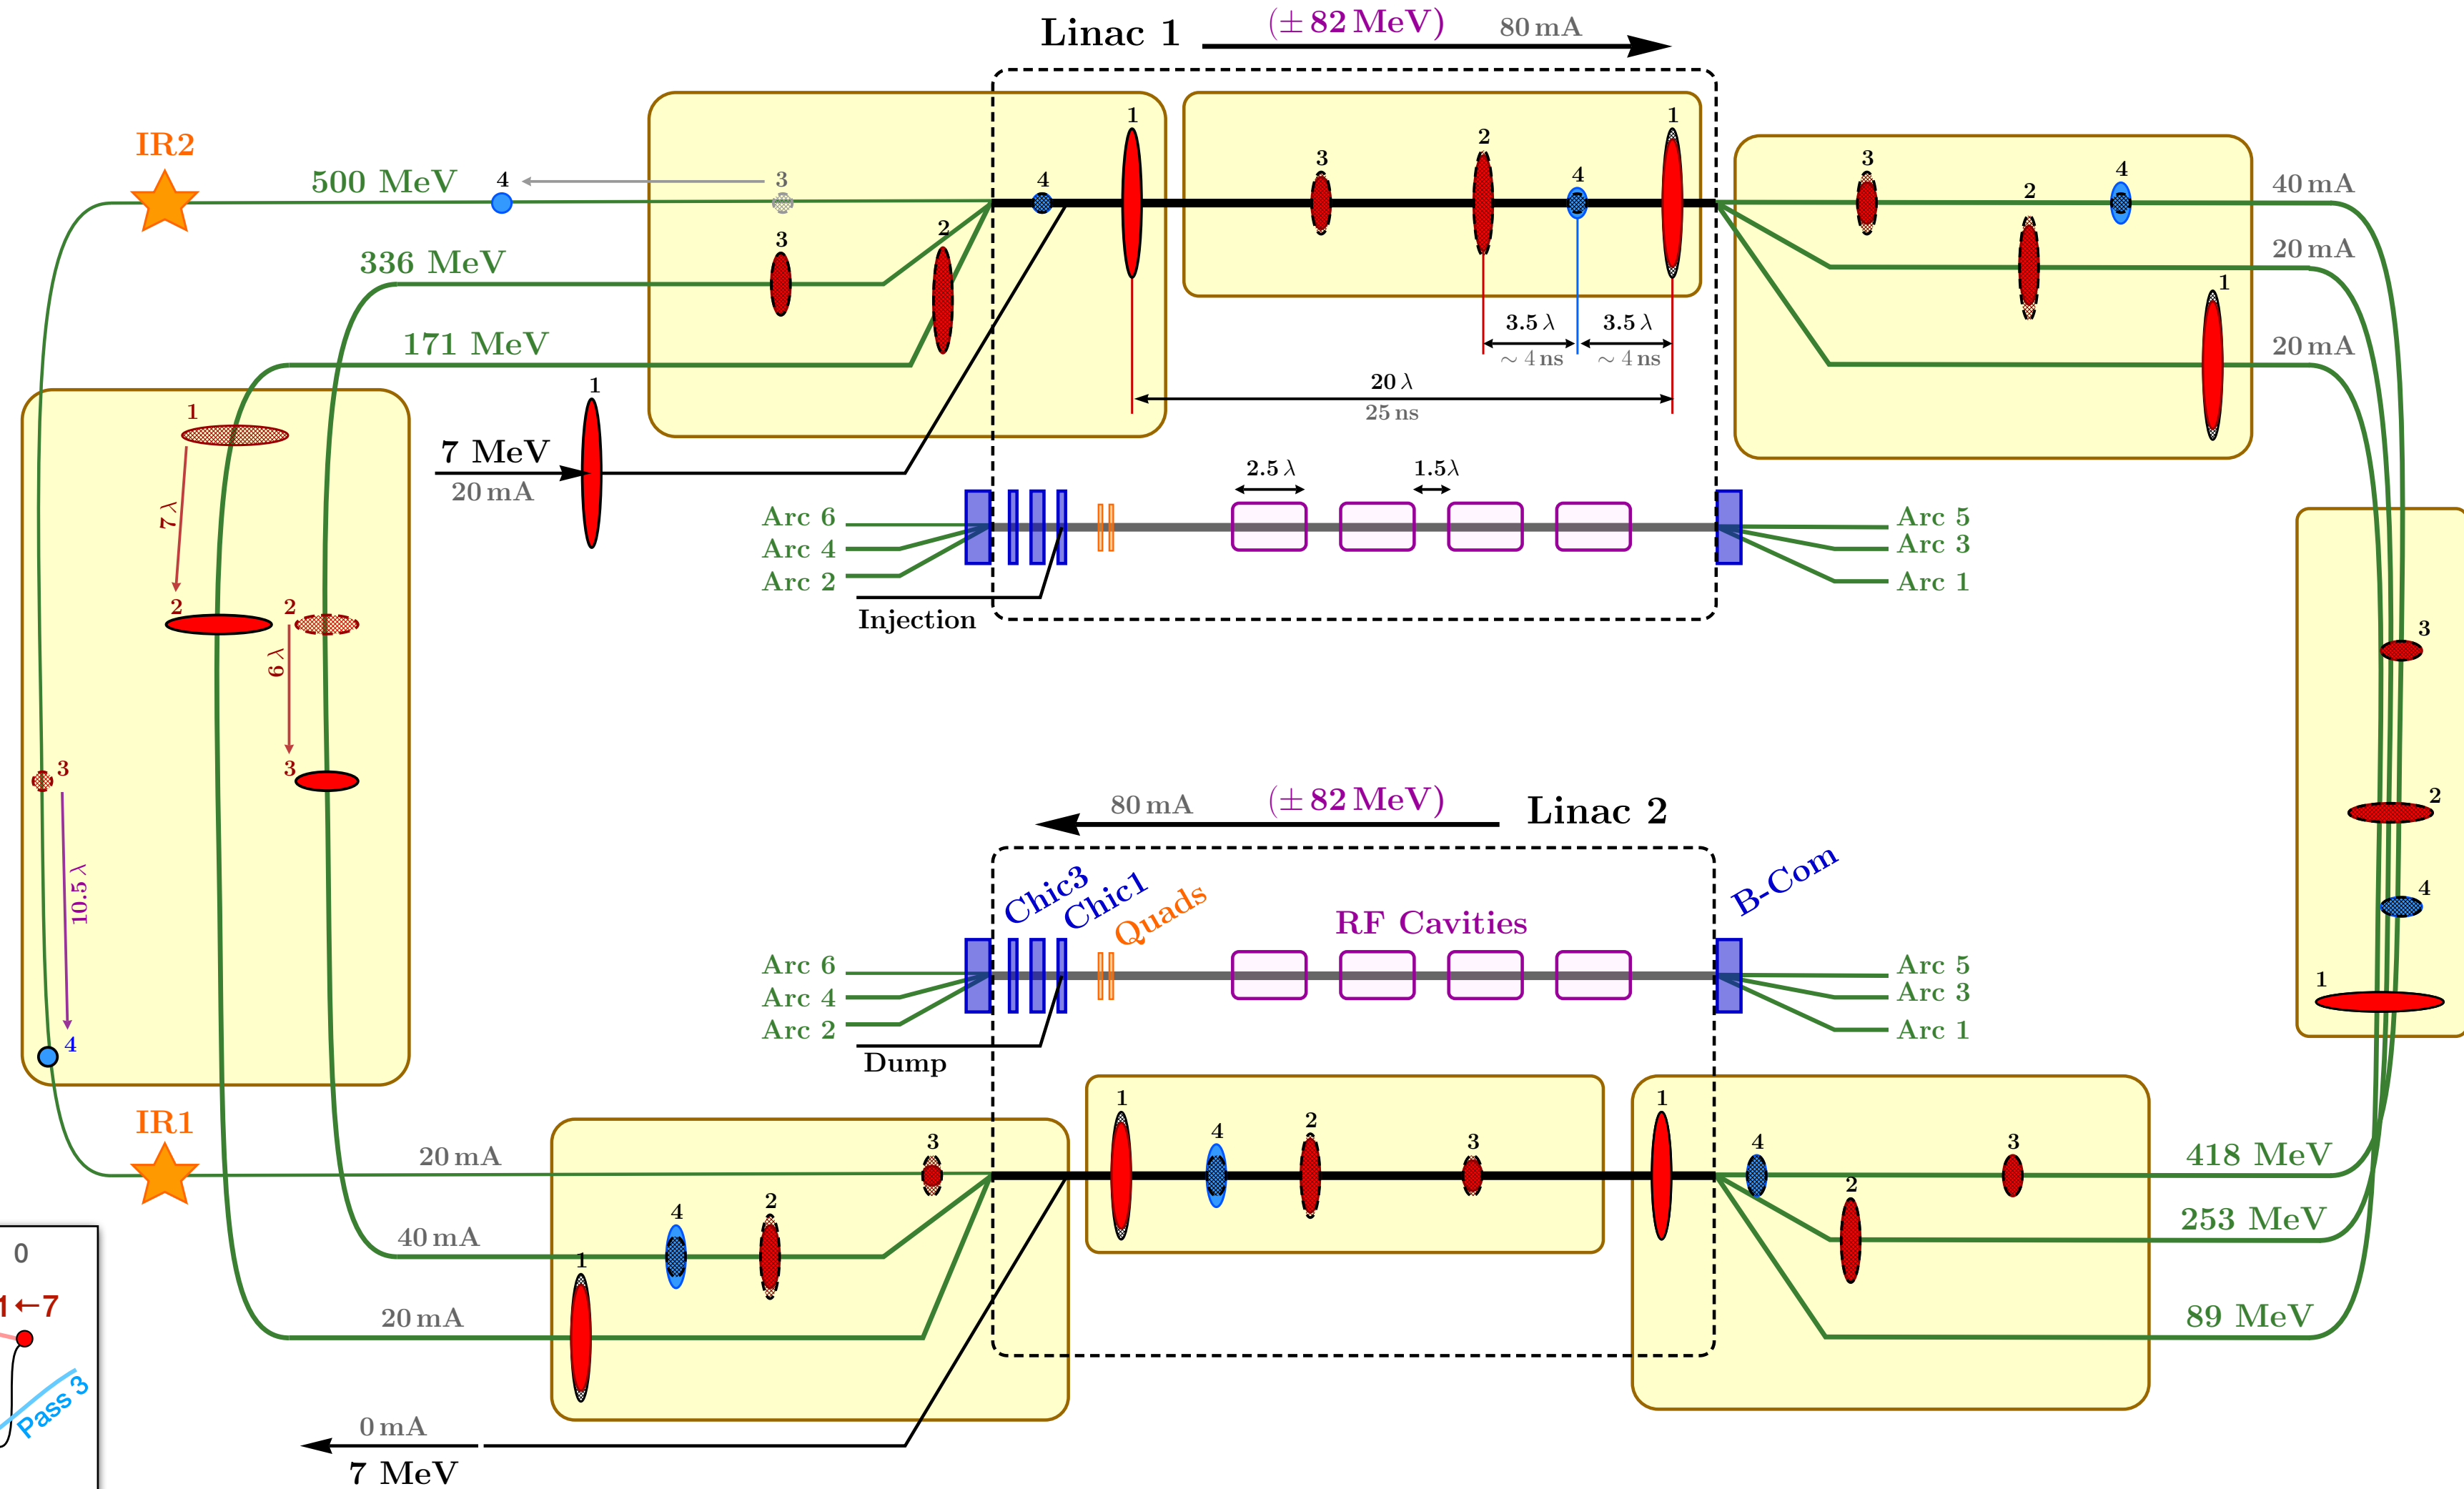 Linac 1
(± 82 MeV)
80 mA
IR2
500 MeV
4
3
3
336 MeV
2
4
1
3
2
4
1
3
2
4
1
40 mA
20 mA
20 mA
171 MeV
3.5 λ
3.5 λ
∼ 4 ns
∼ 4 ns
20 λ
25 ns
1
7 MeV
20 mA
1
7 λ
2
2
6 λ
3
3
10.5 λ
4
2.5 λ
1.5λ
Arc 6
Arc 4
Arc 2
Injection
Arc 5
Arc 3
Arc 1
3
2
4
1
80 mA
(± 82 MeV)
Linac 2
Chic3
Chic1
Quads
RF Cavities
B-Com
Arc 6
Arc 4
Arc 2
Dump
Arc 5
Arc 3
Arc 1
IR1
20 mA
3
1
4
2
3
1
4
2
3
418 MeV
253 MeV
89 MeV
40 mA
4
2
1
20 mA
0 mA
7 MeV
0
1←7
Pass 3